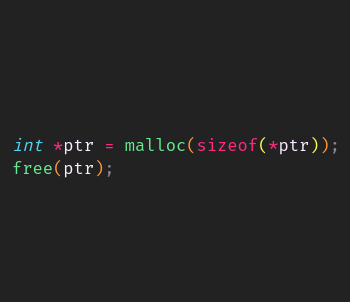 int *ptr = malloc(sizeof(*ptr));
free(ptr);